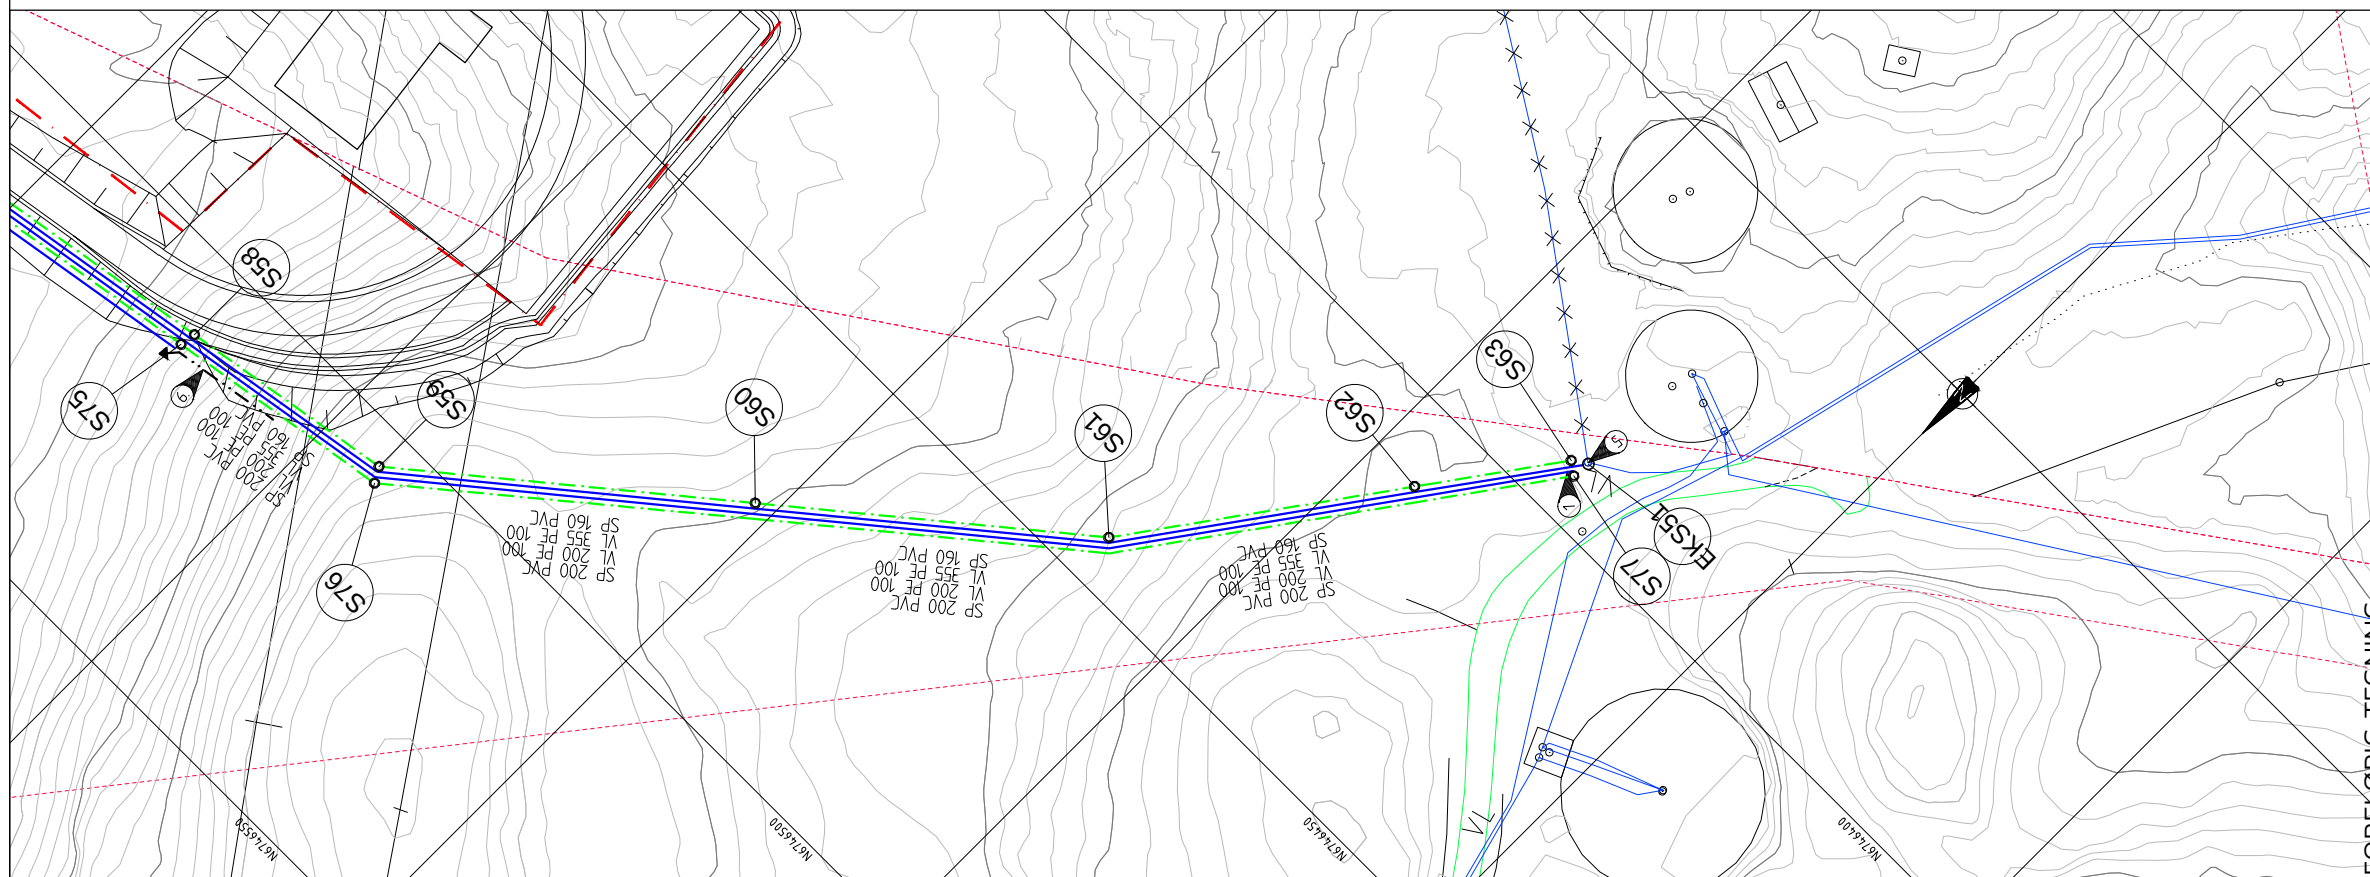 S58
S75
6
S59
S60
S61
S62
S63
5
1
EKS51
S77
S76
SP 200 PVC
VL 200 PE 100
VL 355 PE 100
SP 160 PVC
SP 200 PVC
VL 200 PE 100
VL 355 PE 100
SP 160 PVC
SP 200 PVC
VL 200 PE 100
VL 355 PE 100
SP 160 PVC
SP 200 PVC
VL 200 PE 100
VL 355 PE 100
SP 160 PVC
VL
N
N6746550
N6746500
N6746450
N6746400